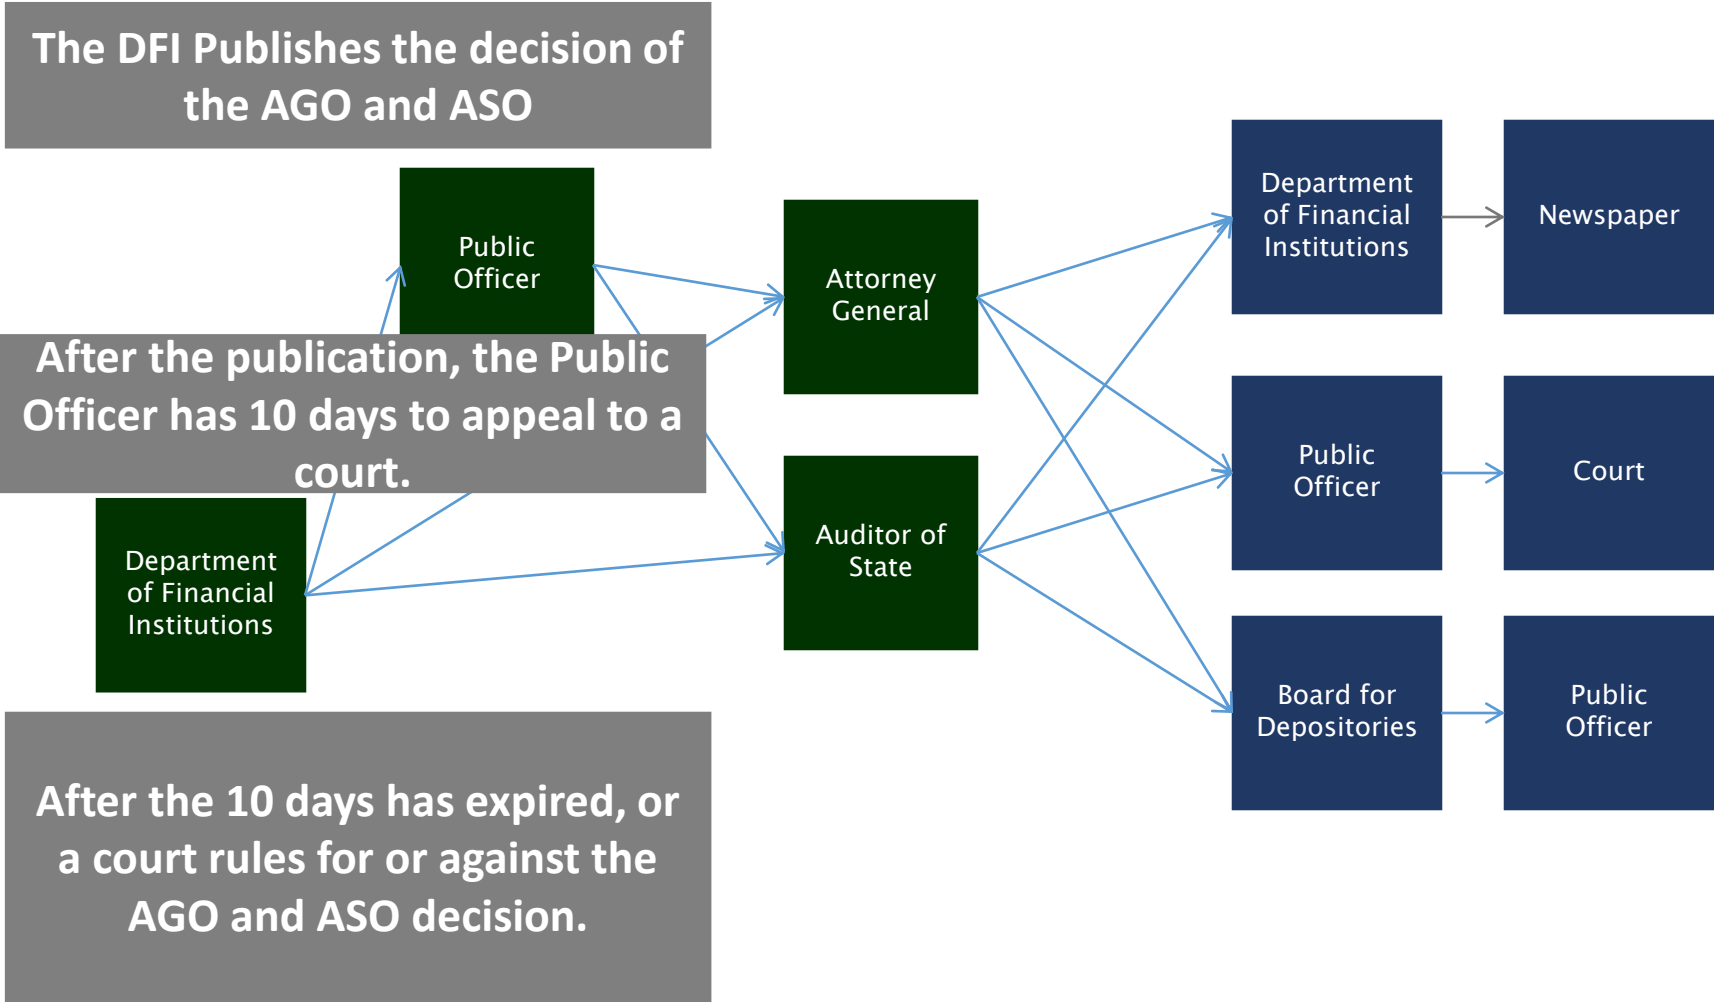 The DFI Publishes the decision of
the AGO and ASO
Public
Officer
After the publication, the Public
Officer has 10 days to appeal to a
court.
Department
of Financial
Institutions
After the 10 days has expired, or
a court rules for or against the
AGO and ASO decision.
Attorney
General
Auditor of
State
Department
of Financial
Institutions
Newspaper
Public
Officer
Court
Board for
Depositories
Public
Officer